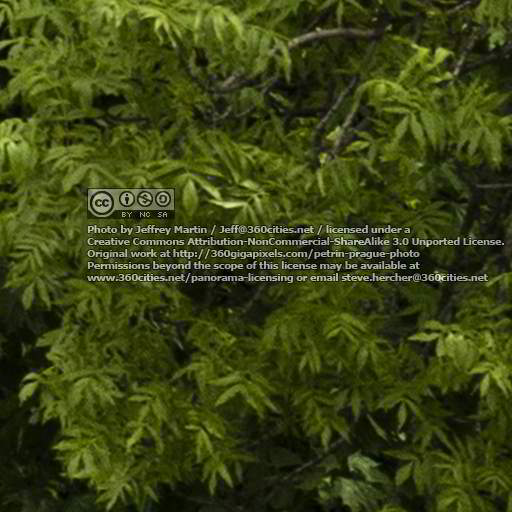 cc
BY NC SA
Photo by Jeffrey Martin / Jeff@360cities.net / licensed under a
Creative Commons Attribution-NonCommercial-ShareAlike 3.0 Unported License.
Original work at http://360gigapixels.com/petrin-prague-photo
Permissions beyond the scope of this license may be available at
www.360cities.net/panorama-licensing or email steve.hercher@360cities.net